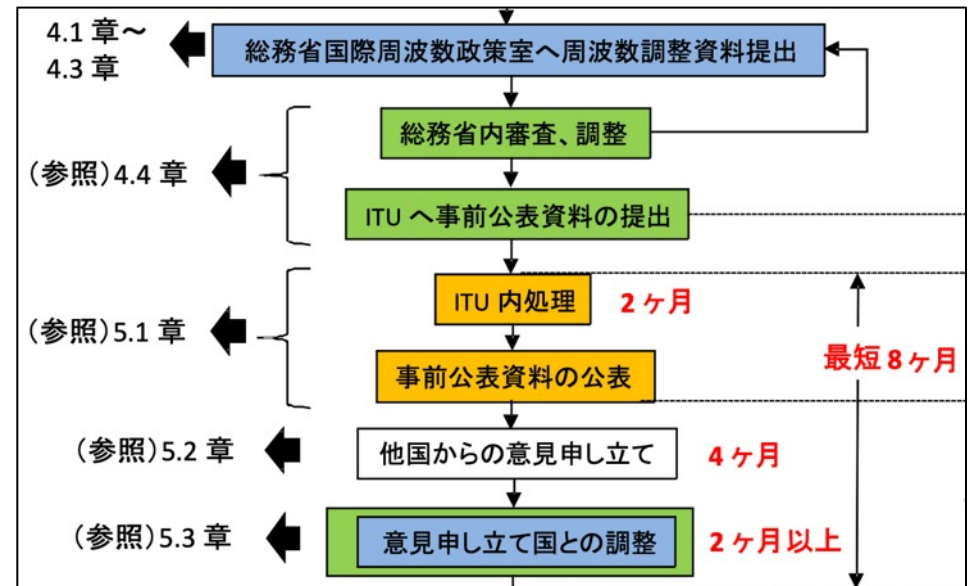 4.1 章～
4.3 章
総務省国際周波数政策室へ周波数調整資料提出
総務省内審査、調整
(参照)4.4 章
ITU へ事前公表資料の提出
ITU 内処理
2 ヶ月
(参照)5.1 章
最短 8 ヶ月
事前公表資料の公表
(参照)5.2 章
他国からの意見申し立て
4 ヶ月
(参照)5.3 章
意見申し立て国との調整
2 ヶ月以上